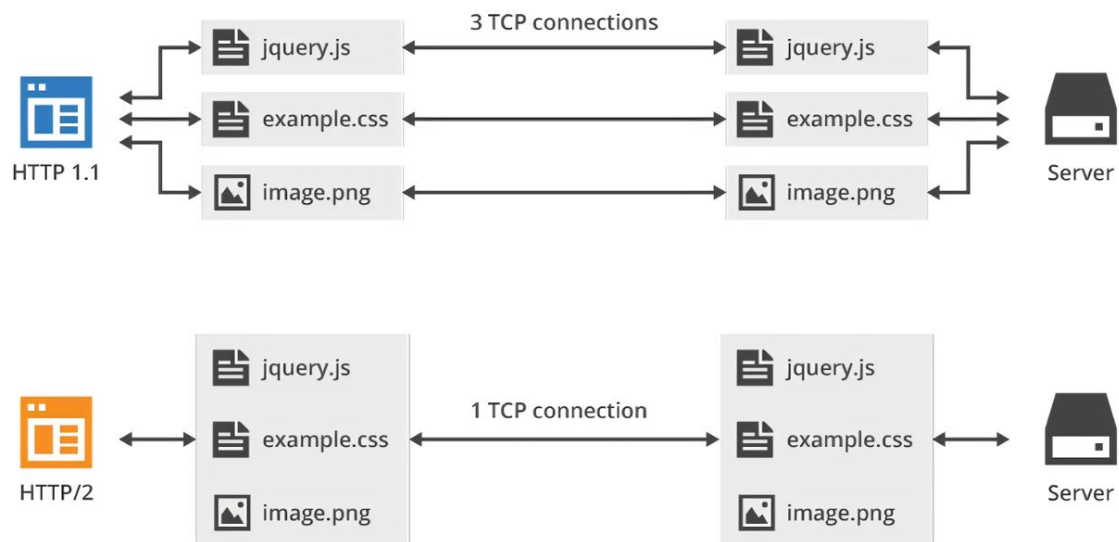 3 TCP connections
jquery.js
jquery.js
example.css
example.css
HTTP 1.1
Server
image.png
image.png
jquery.js
jquery.js
1 TCP connection
example.css
example.css
HTTP/2
Server
image.png
image.png